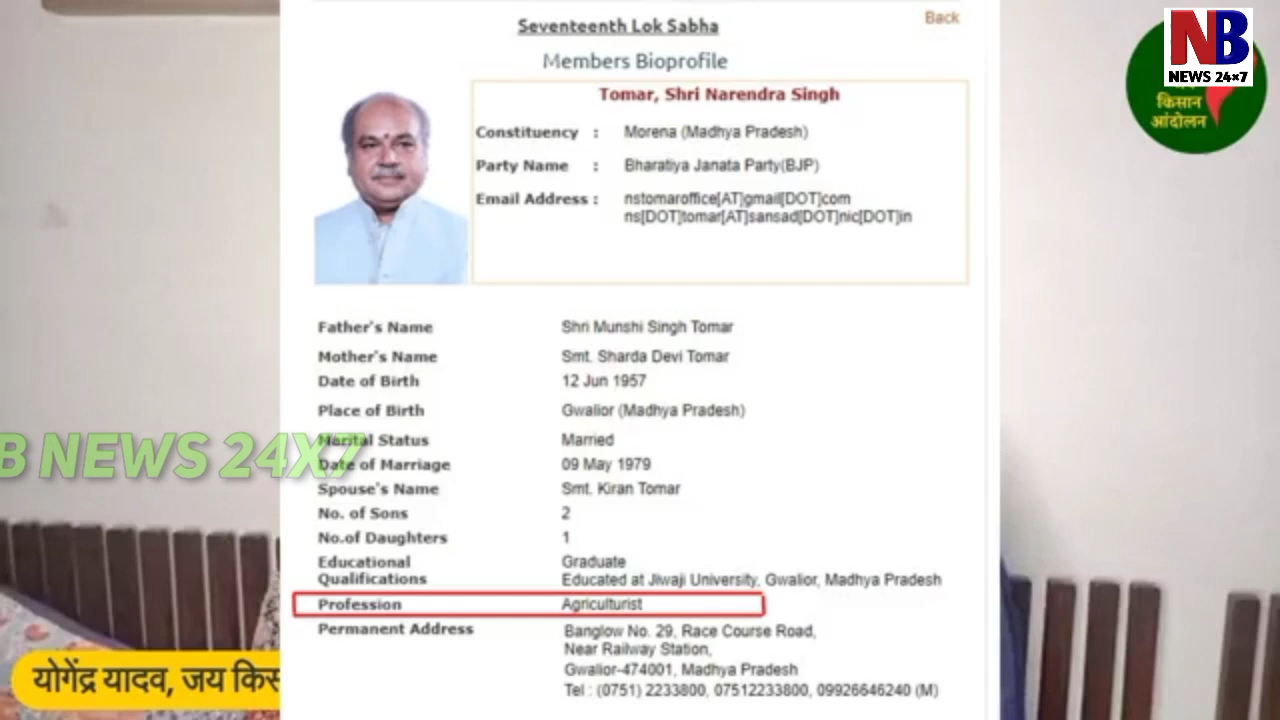 Seventeenth Lok Sabha
Back
Members Bioprofile
Tomar, Shri Narendra Singh
Constituency : Morena (Madhya Pradesh)
Party Name : Bharatiya Janata Party(BJP)
Email Address : nstomaroffice[AT]gmail[DOT]com
ns[DOT]tomar[AT]sansad[DOT]nic[DOT]in
Father's Name Shri Munshi Singh Tomar
Mother's Name Smt. Sharda Devi Tomar
Date of Birth 12 Jun 1957
Place of Birth Gwalior (Madhya Pradesh)
Marital Status Married
Date of Marriage 09 May 1979
Spouse's Name Smt. Kiran Tomar
No. of Sons 2
No.of Daughters 1
Educational Graduate
Qualifications Educated at Jiwaji University, Gwalior, Madhya Pradesh
Profession Agriculturist
Permanent Address Banglow No. 29, Race Course Road,
Near Railway Station,
Gwalior-474001, Madhya Pradesh
Tel : (0751) 2233800, 07512233800, 09926646240 (M)
NB
NEWS 24×7
किसान
आंदोलन
B NEWS 24X7
योगेंद्र यादव, जय